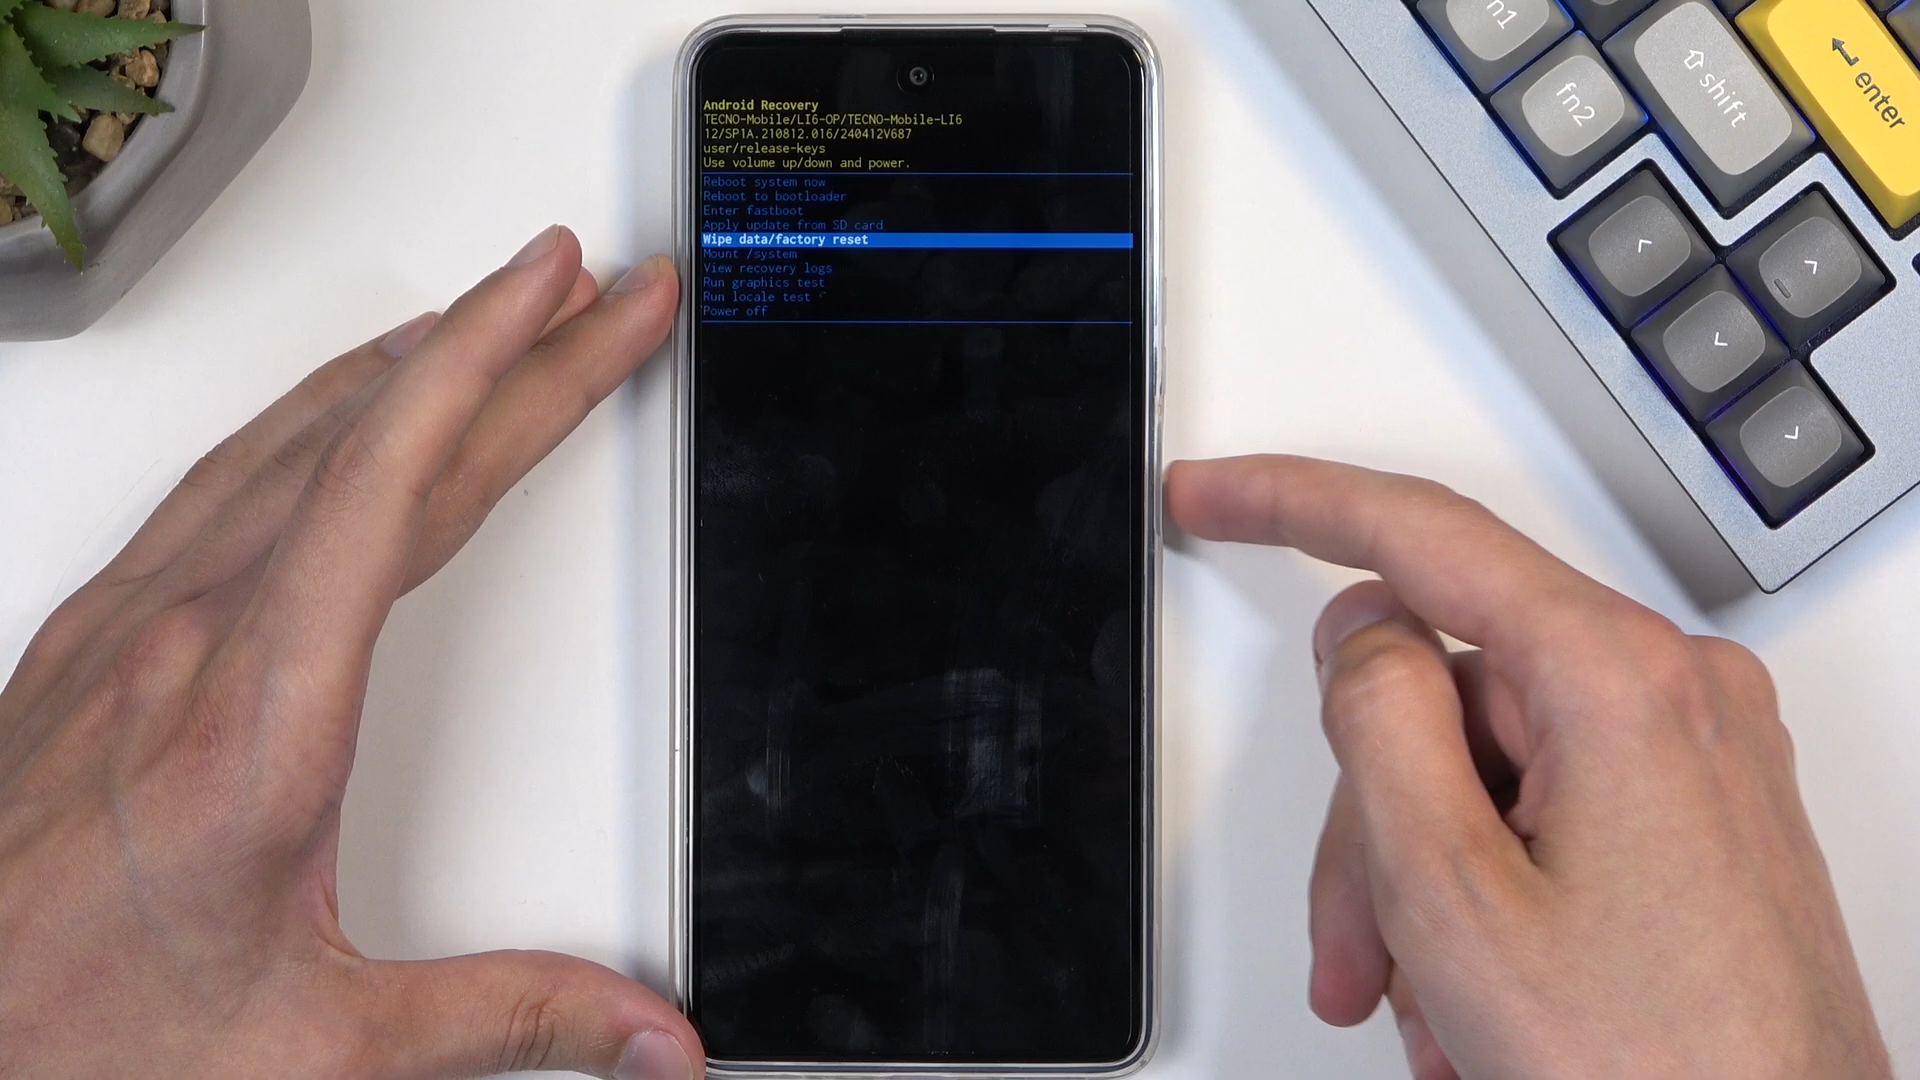 Android Recovery
TECNO-Mobile/LI6-OP/TECNO-Mobile-LI6
12/SP1A.210812.016/240412V687
user/release-keys
Use volume up/down and power.
Reboot system now
Reboot to bootloader
Enter fastboot
Apply update from SD card
Wipe data/factory reset
Mount /system
View recovery logs
Run graphics test
Run locale test
Power off
fn1
fn2
shift
enter